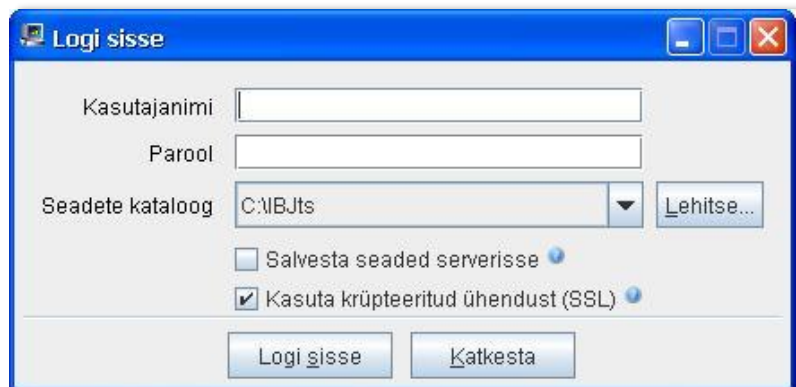 Logi sisse
Kasutajanimi
Parool
Seadete kataloog C:\IBJts Lehitse...
Salvesta seaded serverisse
Kasuta krüpteeritud ühendust (SSL)
Logi sisse Katkesta